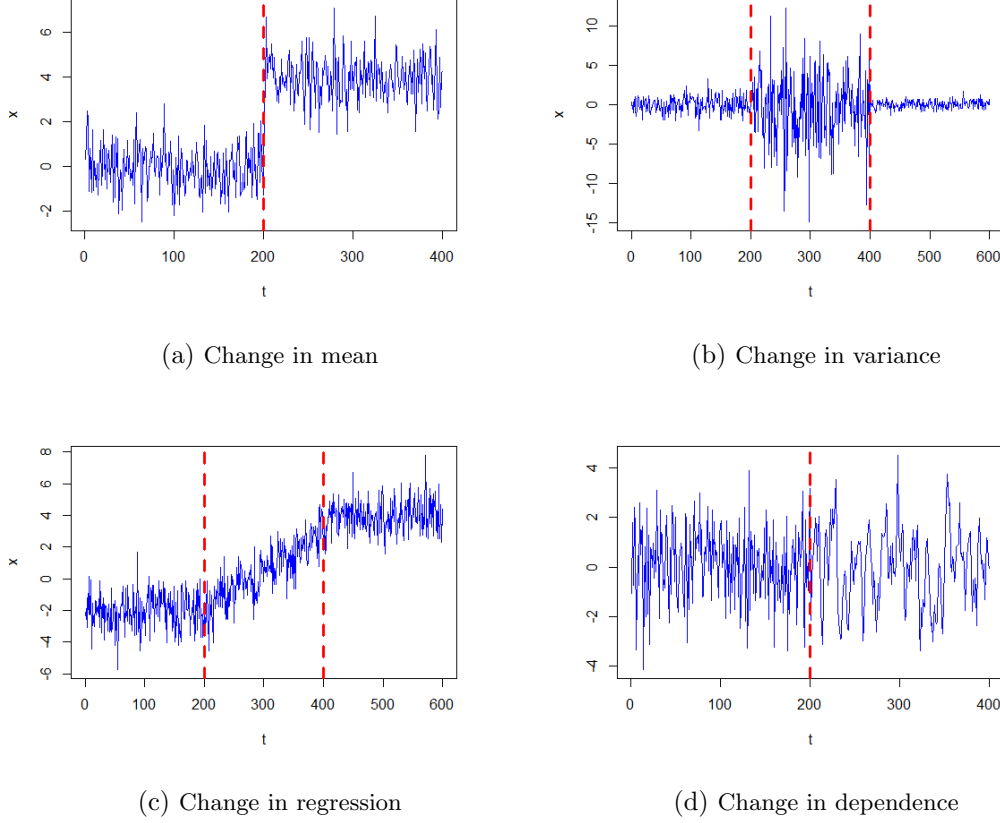 6
4
2
0
-2
x
0 100 200 300 400
t
(a) Change in mean
10
5
0
-5
-10
-15
x
0 100 200 300 400 500 600
t
(b) Change in variance
8
6
4
2
0
-2
-4
-6
x
0 100 200 300 400 500 600
t
(c) Change in regression
4
2
0
-2
-4
x
0 100 200 300 400
t
(d) Change in dependence